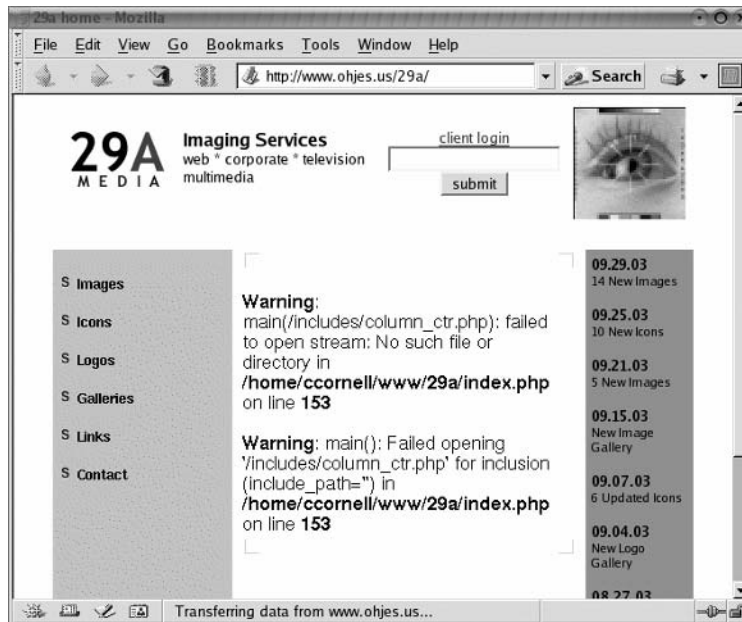 29a home - Mozilla
File Edit View Go Bookmarks Tools Window Help
http://www.ohjes.us/29a/ Search
29A
MEDIA
Imaging Services
web * corporate * television
multimedia
client login
submit
S Images
S Icons
S Logos
S Galleries
S Links
S Contact
Warning:
main(/includes/column_ctr.php): failed
to open stream: No such file or
directory in
/home/ccornell/www/29a/index.php
on line 153
Warning: main(): Failed opening
'/includes/column_ctr.php' for inclusion
(include_path='') in
/home/ccornell/www/29a/index.php
on line 153
09.29.03
14 New Images
09.25.03
10 New Icons
09.21.03
5 New Images
09.15.03
New Image
Gallery
09.07.03
6 Updated Icons
09.04.03
New Logo
Gallery
08.27.03
Transferring data from www.ohjes.us...